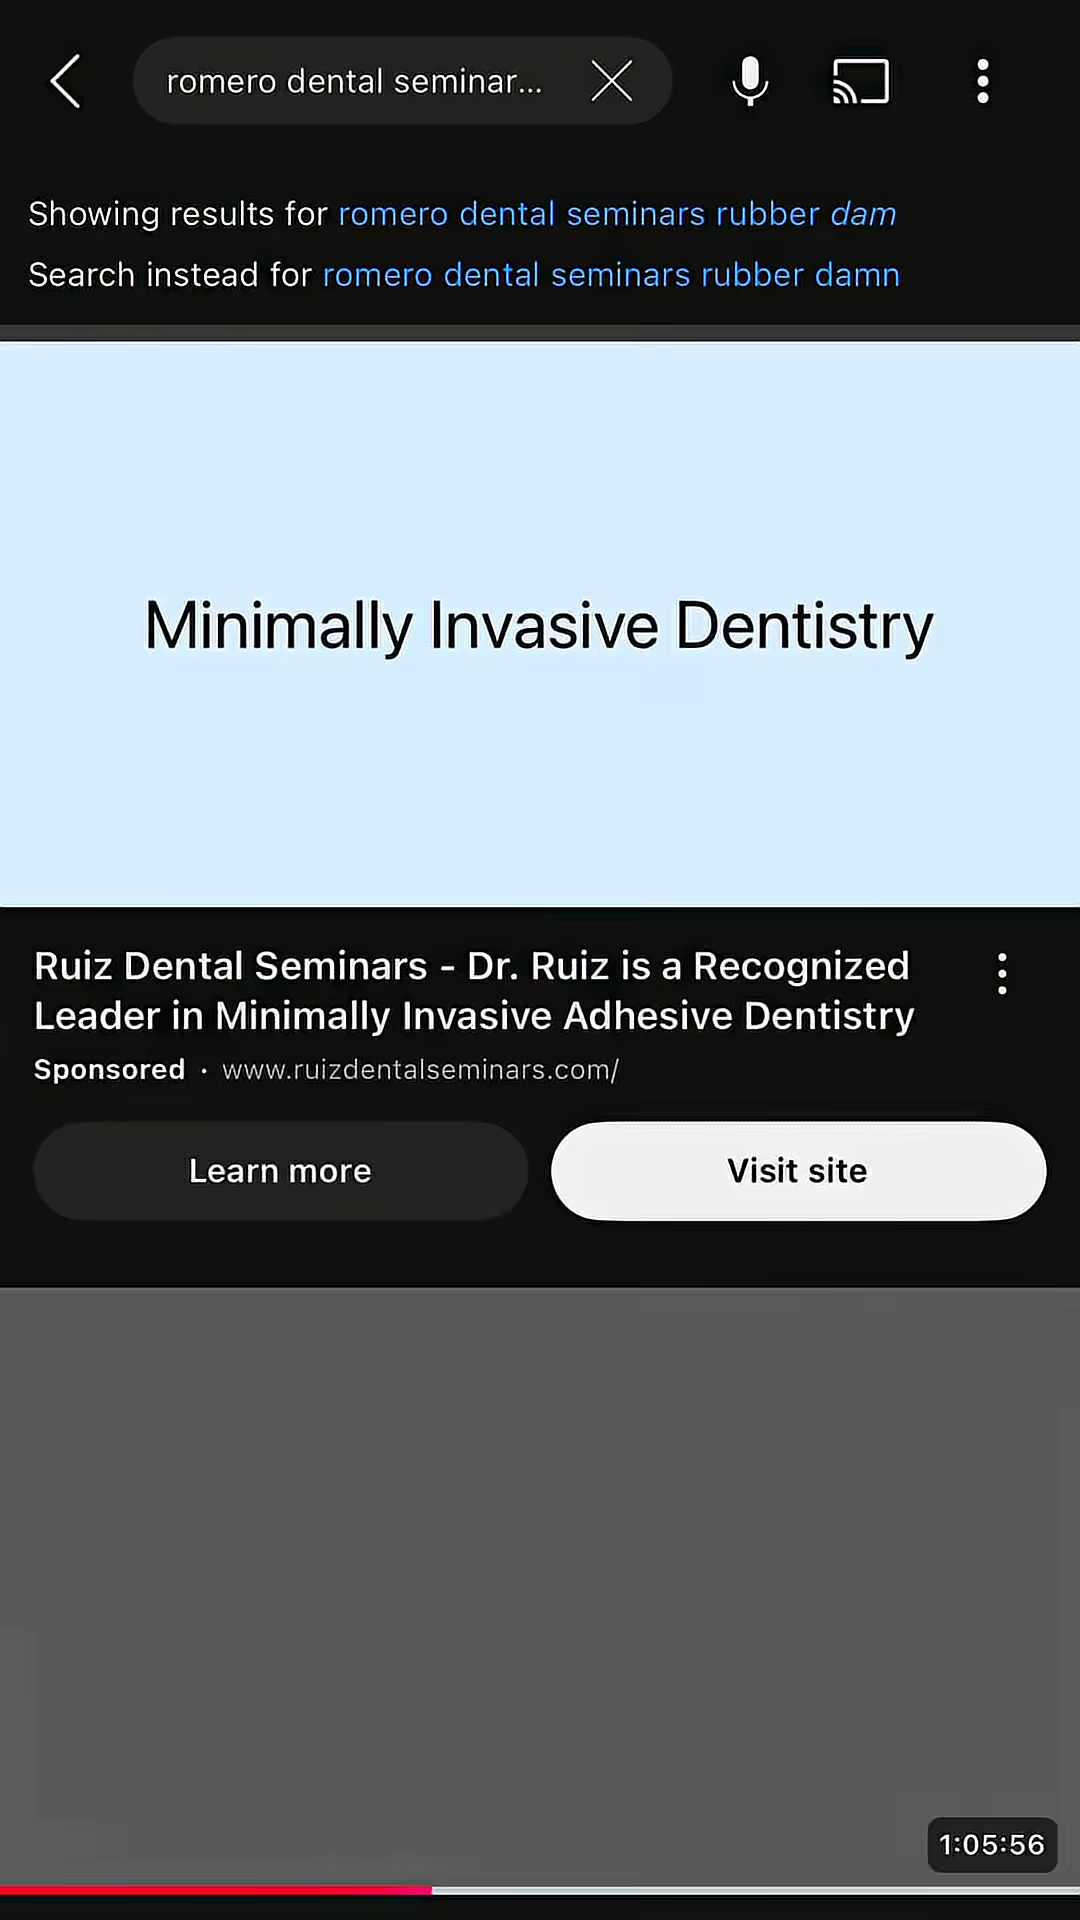 romero dental seminar...
Showing results for romero dental seminars rubber dam
Search instead for romero dental seminars rubber damn
Minimally Invasive Dentistry
Ruiz Dental Seminars - Dr. Ruiz is a Recognized
Leader in Minimally Invasive Adhesive Dentistry
Sponsored · www.ruizdentalseminars.com/
Learn more
Visit site
1:05:56